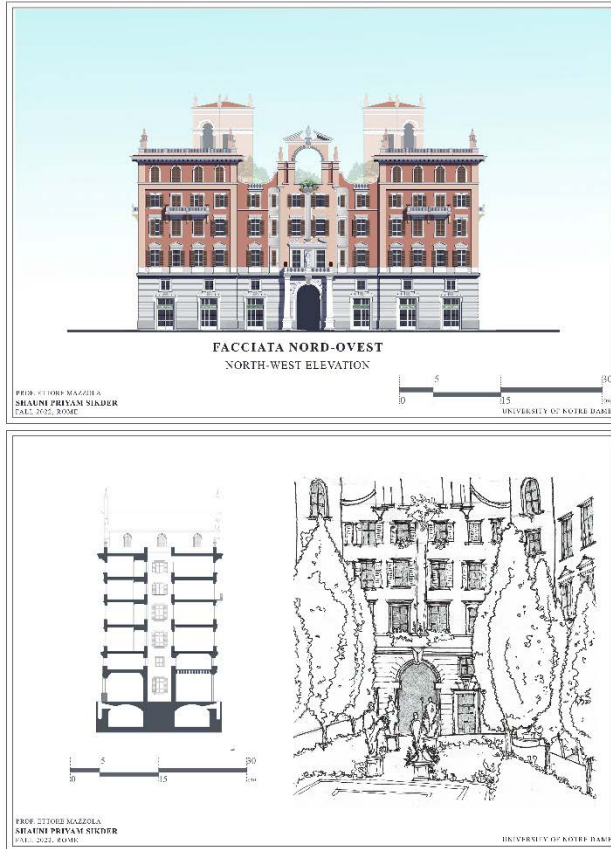 FACCIATA NORD-OVEST
NORTH-WEST ELEVATION
0 5 15 30
PROF. ETTORE MAZZOLA
SHAUNI PRIYAM SIKDER
FALL 2022, ROME
UNIVERSITY OF NOTRE DAME
0 5 15 30
PROF. ETTORE MAZZOLA
SHAUNI PRIYAM SIKDER
FALL 2022, ROME
UNIVERSITY OF NOTRE DAME